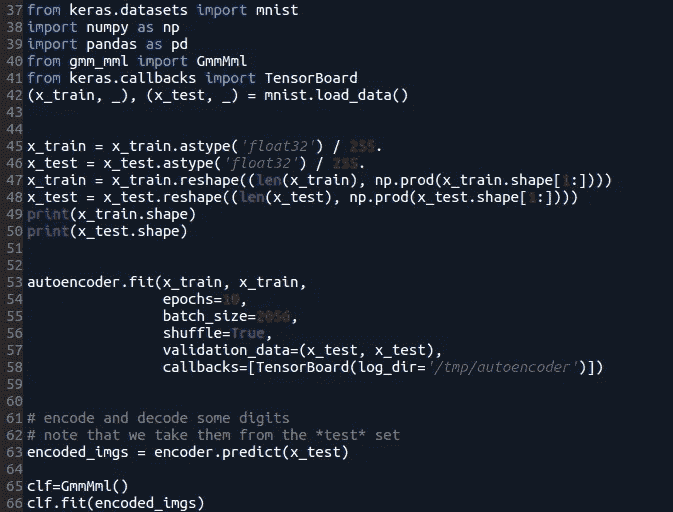 37 from keras.datasets import mnist
38 import numpy as np
39 import pandas as pd
40 from gmm_mml import GmmMml
41 from keras.callbacks import TensorBoard
42 (x_train, _), (x_test, _) = mnist.load_data()
43
44
45 x_train = x_train.astype('float32') / 255.
46 x_test = x_test.astype('float32') / 255.
47 x_train = x_train.reshape((len(x_train), np.prod(x_train.shape[1:])))
48 x_test = x_test.reshape((len(x_test), np.prod(x_test.shape[1:])))
49 print(x_train.shape)
50 print(x_test.shape)
51
52
53 autoencoder.fit(x_train, x_train,
54 epochs=10,
55 batch_size=2056,
56 shuffle=True,
57 validation_data=(x_test, x_test),
58 callbacks=[TensorBoard(log_dir='/tmp/autoencoder')])
59
60
61 # encode and decode some digits
62 # note that we take them from the *test* set
63 encoded_imgs = encoder.predict(x_test)
64
65 clf=GmmMml()
66 clf.fit(encoded_imgs)